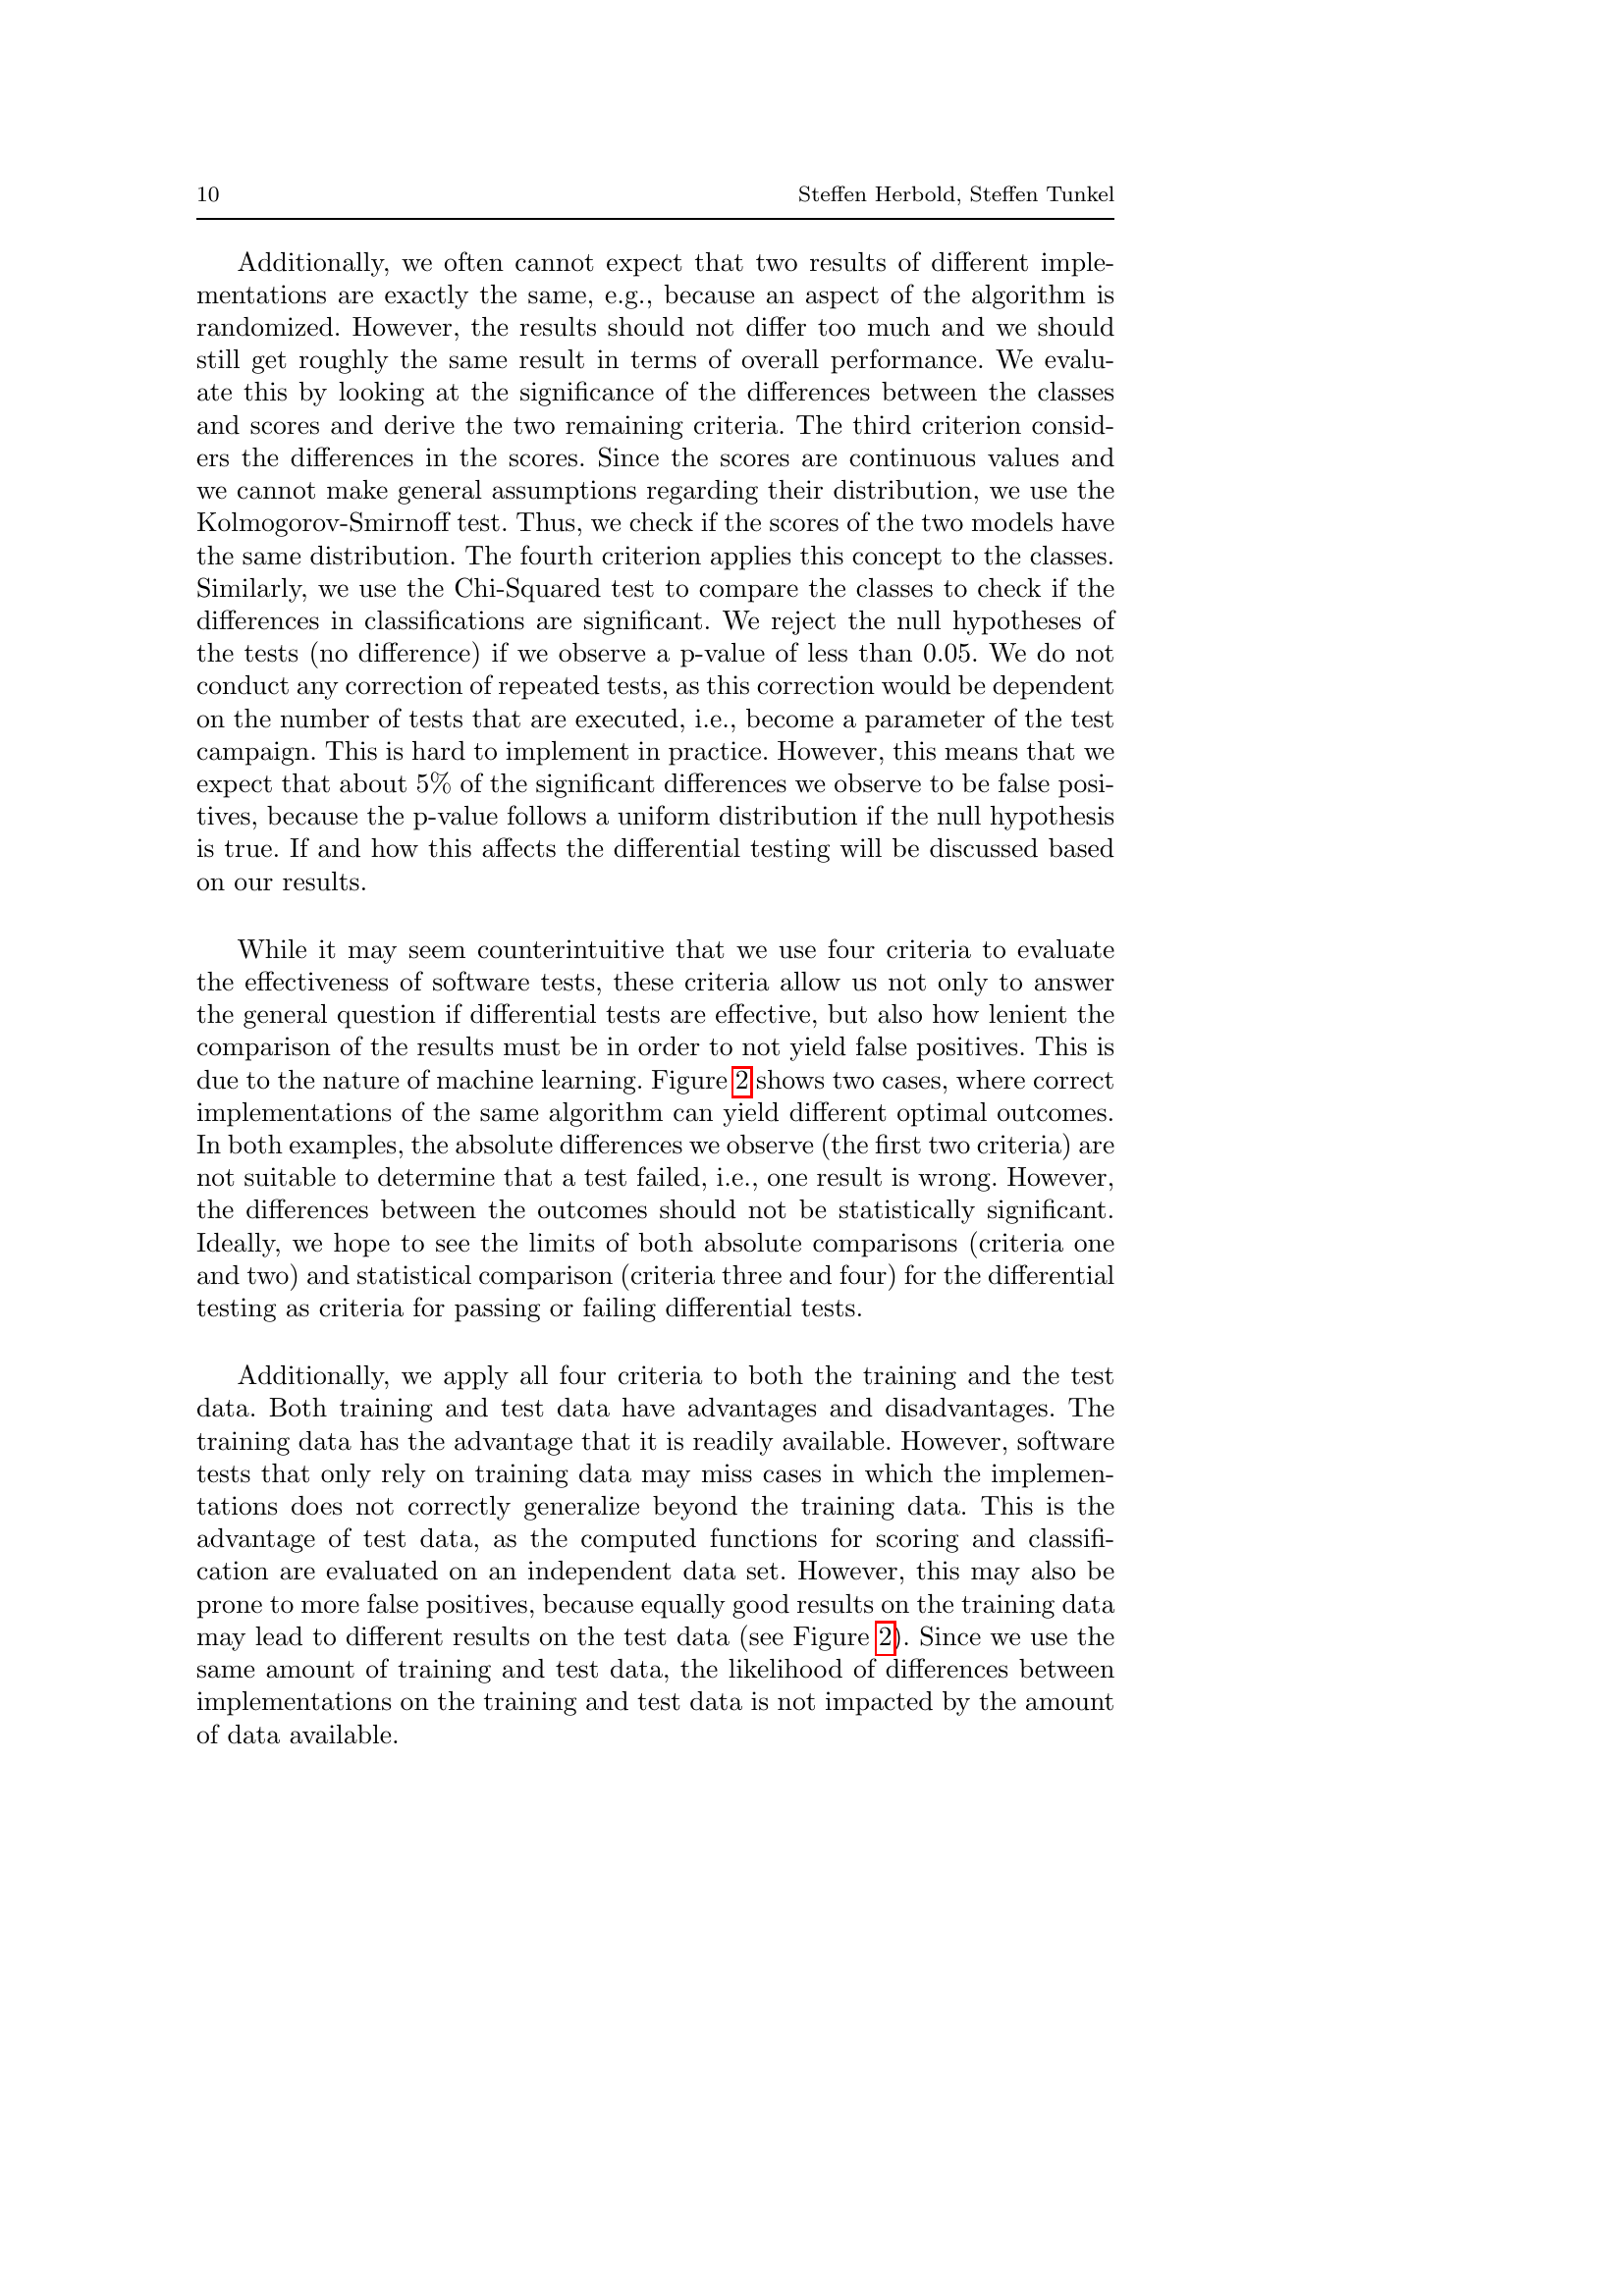 10
Steffen Herbold, Steffen Tunkel
Additionally, we often cannot expect that two results of different imple-
mentations are exactly the same, e.g., because an aspect of the algorithm is
randomized. However, the results should not differ too much and we should
still get roughly the same result in terms of overall performance. We evalu-
ate this by looking at the significance of the differences between the classes
and scores and derive the two remaining criteria. The third criterion consid-
ers the differences in the scores. Since the scores are continuous values and
we cannot make general assumptions regarding their distribution, we use the
Kolmogorov-Smirnoff test. Thus, we check if the scores of the two models have
the same distribution. The fourth criterion applies this concept to the classes.
Similarly, we use the Chi-Squared test to compare the classes to check if the
differences in classifications are significant. We reject the null hypotheses of
the tests (no difference) if we observe a p-value of less than 0.05. We do not
conduct any correction of repeated tests, as this correction would be dependent
on the number of tests that are executed, i.e., become a parameter of the test
campaign. This is hard to implement in practice. However, this means that we
expect that about 5% of the significant differences we observe to be false posi-
tives, because the p-value follows a uniform distribution if the null hypothesis
is true. If and how this affects the differential testing will be discussed based
on our results.
While it may seem counterintuitive that we use four criteria to evaluate
the effectiveness of software tests, these criteria allow us not only to answer
the general question if differential tests are effective, but also how lenient the
comparison of the results must be in order to not yield false positives. This is
due to the nature of machine learning. Figure 2 shows two cases, where correct
implementations of the same algorithm can yield different optimal outcomes.
In both examples, the absolute differences we observe (the first two criteria) are
not suitable to determine that a test failed, i.e., one result is wrong. However,
the differences between the outcomes should not be statistically significant.
Ideally, we hope to see the limits of both absolute comparisons (criteria one
and two) and statistical comparison (criteria three and four) for the differential
testing as criteria for passing or failing differential tests.
Additionally, we apply all four criteria to both the training and the test
data. Both training and test data have advantages and disadvantages. The
training data has the advantage that it is readily available. However, software
tests that only rely on training data may miss cases in which the implemen-
tations does not correctly generalize beyond the training data. This is the
advantage of test data, as the computed functions for scoring and classifi-
cation are evaluated on an independent data set. However, this may also be
prone to more false positives, because equally good results on the training data
may lead to different results on the test data (see Figure 2). Since we use the
same amount of training and test data, the likelihood of differences between
implementations on the training and test data is not impacted by the amount
of data available.